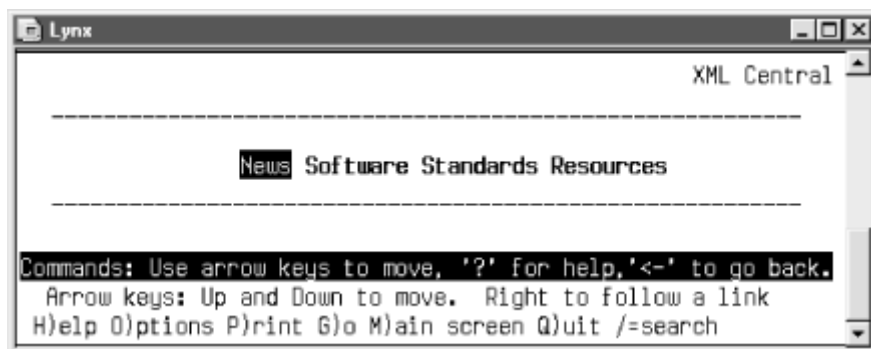 Lynx
XML Central
News Software Standards Resources
Commands: Use arrow keys to move, '?' for help,'<-' to go back.
Arrow keys: Up and Down to move. Right to follow a link
H)elp O)ptions P)rint G)o M)ain screen Q)uit /=search